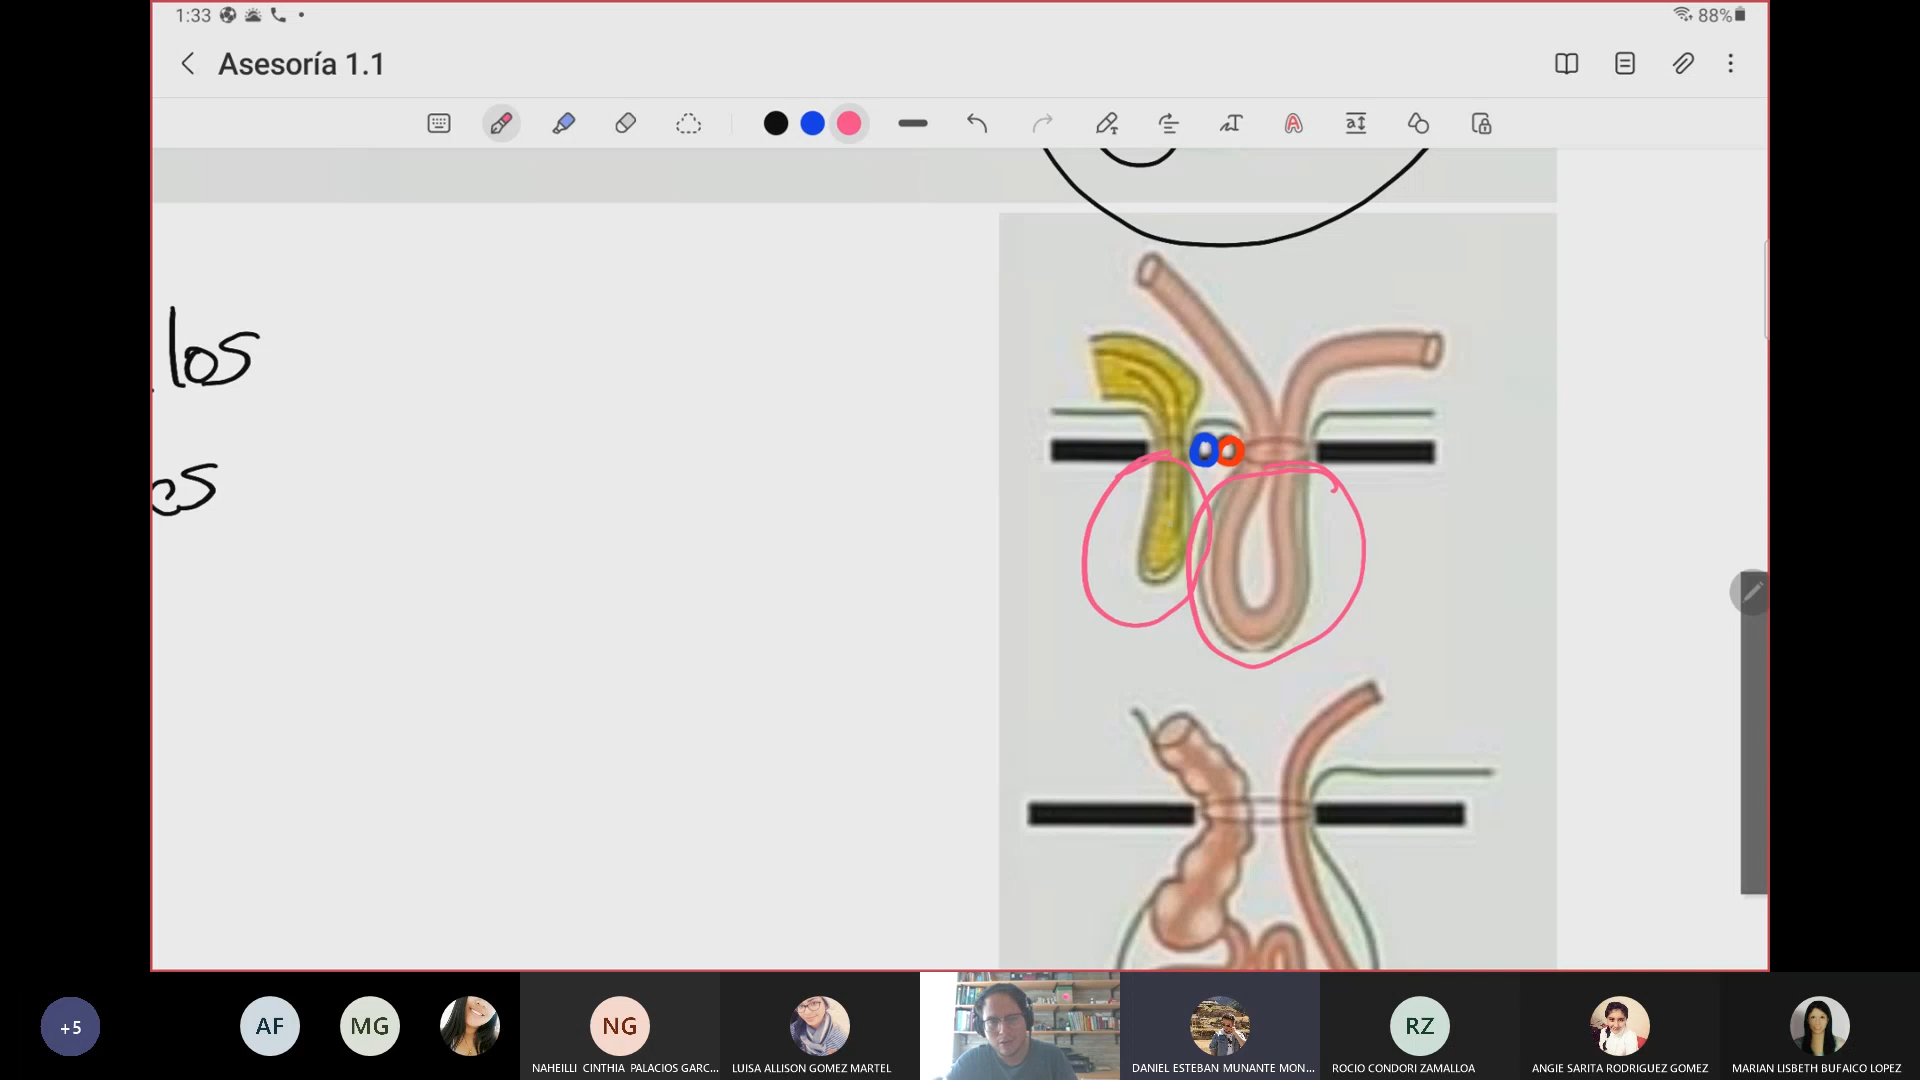 1:33
88%
Asesoría 1.1
los
es
+5
AF
MG
NG
RZ
NAHEILLI CINTHIA PALACIOS GARC...
LUISA ALLISON GOMEZ MARTEL
DANIEL ESTEBAN MUNANTE MON...
ROCIO CONDORI ZAMALLOA
ANGIE SARITA RODRIGUEZ GOMEZ
MARIAN LISBETH BUFAICO LOPEZ